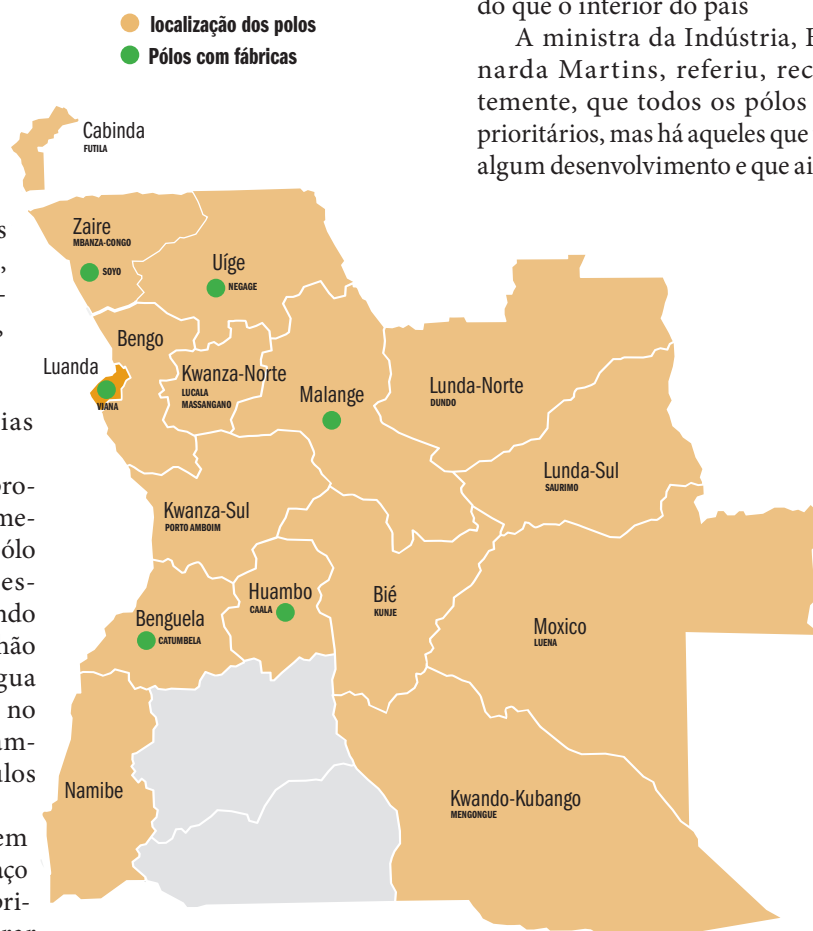 localização dos polos
Pólos com fábricas
do que o interior do país
A ministra da Indústria,
narda Martins, referiu,
temente, que todos os pólos
prioritários, mas há aqueles que
algum desenvolvimento e que
Cabinda
FUTILA
Zaire
MBANZA-CONGO
SOYO
Uíge
NEGAGE
Bengo
Luanda
VIANA
Kwanza-Norte
LUCALA
MASSANGANO
Malange
Lunda-Norte
DUNDO
Lunda-Sul
SAURIMO
Kwanza-Sul
PORTO AMBOIM
Huambo
CAALA
Bié
KUNJE
Benguela
CATUMBELA
Moxico
LUENA
Namibe
Kwando-Kubango
MENGONGUE